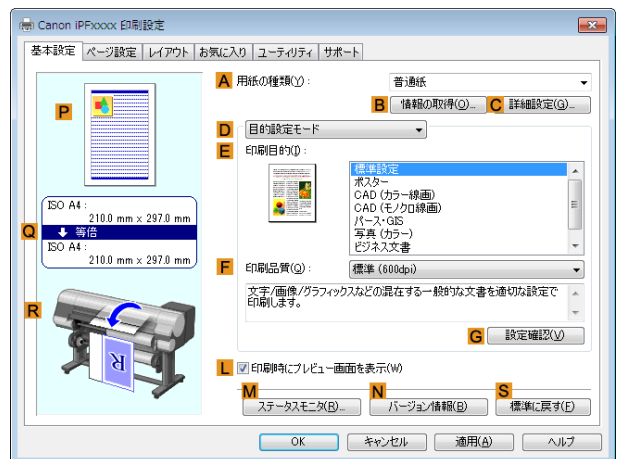 Canon iPFxxxx 印刷設定
基本設定 ページ設定 レイアウト お気に入り ユーティリティ サポート
A 用紙の種類(Y): 普通紙
B 情報の取得(O)... C 詳細設定(G)...
P
D 目的設定モード
E 印刷目的(I):
標準設定
ポスター
CAD (カラー線画)
CAD (モノクロ線画)
パース・GIS
写真 (カラー)
ビジネス文書
ISO A4 :
210.0 mm × 297.0 mm
Q 等倍
ISO A4 :
210.0 mm × 297.0 mm
F 印刷品質(Q): 標準 (600dpi)
文字/画像/グラフィックスなどの混在する一般的な文書を適切な設定で
印刷します。
R
G 設定確認(V)
R
L 印刷時にプレビュー画面を表示(W)
M N S
ステータスモニタ(R)... バージョン情報(B) 標準に戻す(F)
OK キャンセル 適用(A) ヘルプ